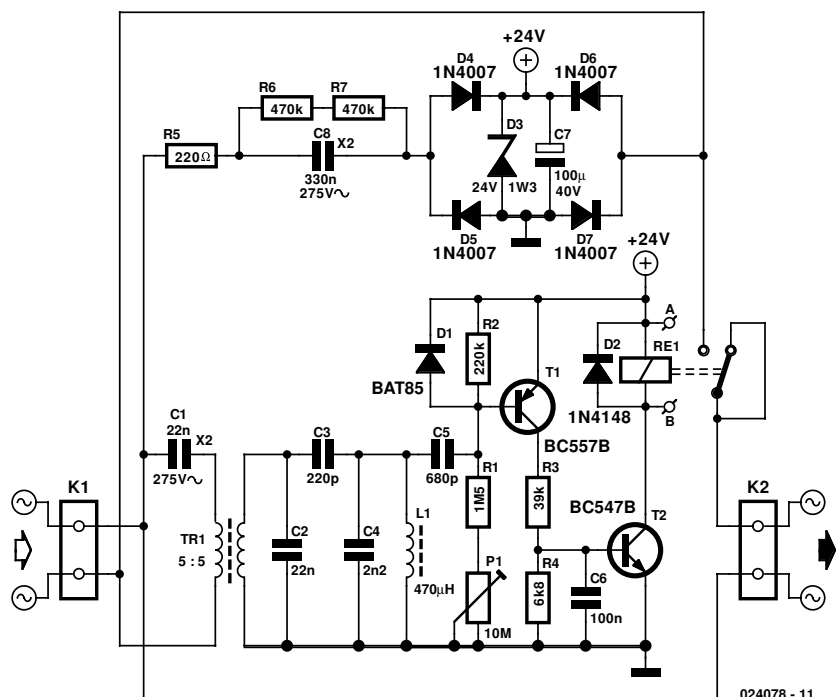 +24V
D4
1N4007
D6
1N4007
R6
470k
R7
470k
D3
C7
R5
220Ω
C8
X2
330n
275V～
24V
1W3
100µ
40V
D5
1N4007
D7
1N4007
+24V
A
D1
R2
220k
D2
RE1
BAT85
T1
1N4148
B
C1
22n
X2
275V～
C3
220p
C5
680p
BC557B
R1
1M5
R3
39k
BC547B
T2
K1
K2
TR1
5 : 5
C2
22n
C4
2n2
L1
470µH
P1
10M
R4
6k8
C6
100n
024078 - 11